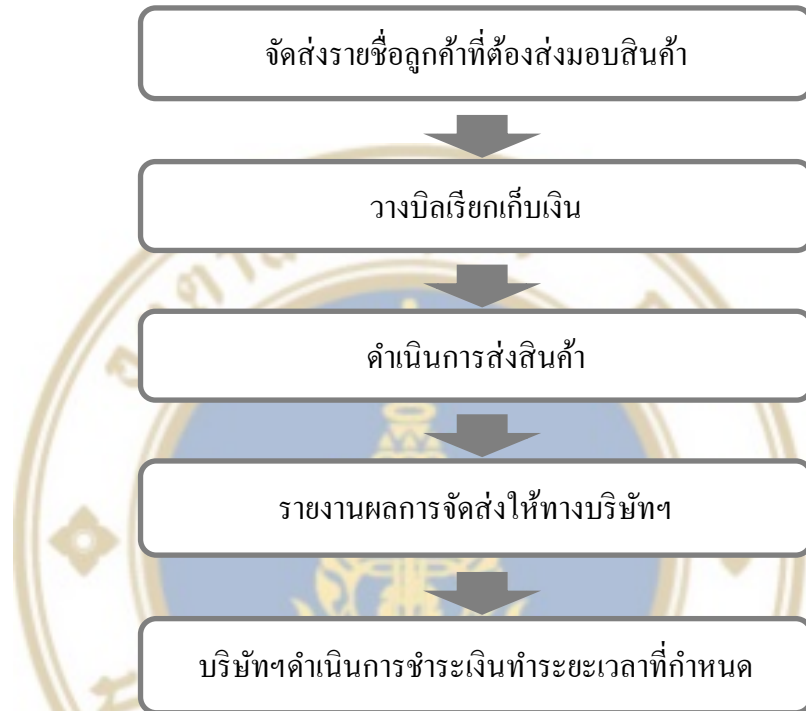 จัดส่งรายชื่อลูกค้าที่ต้องส่งมอบสินค้า
วางบิลเรียกเก็บเงิน
ดำเนินการส่งสินค้า
รายงานผลการจัดส่งให้ทางบริษัทฯ
บริษัทฯดำเนินการชำระเงินทำระยะเวลาที่กำหนด